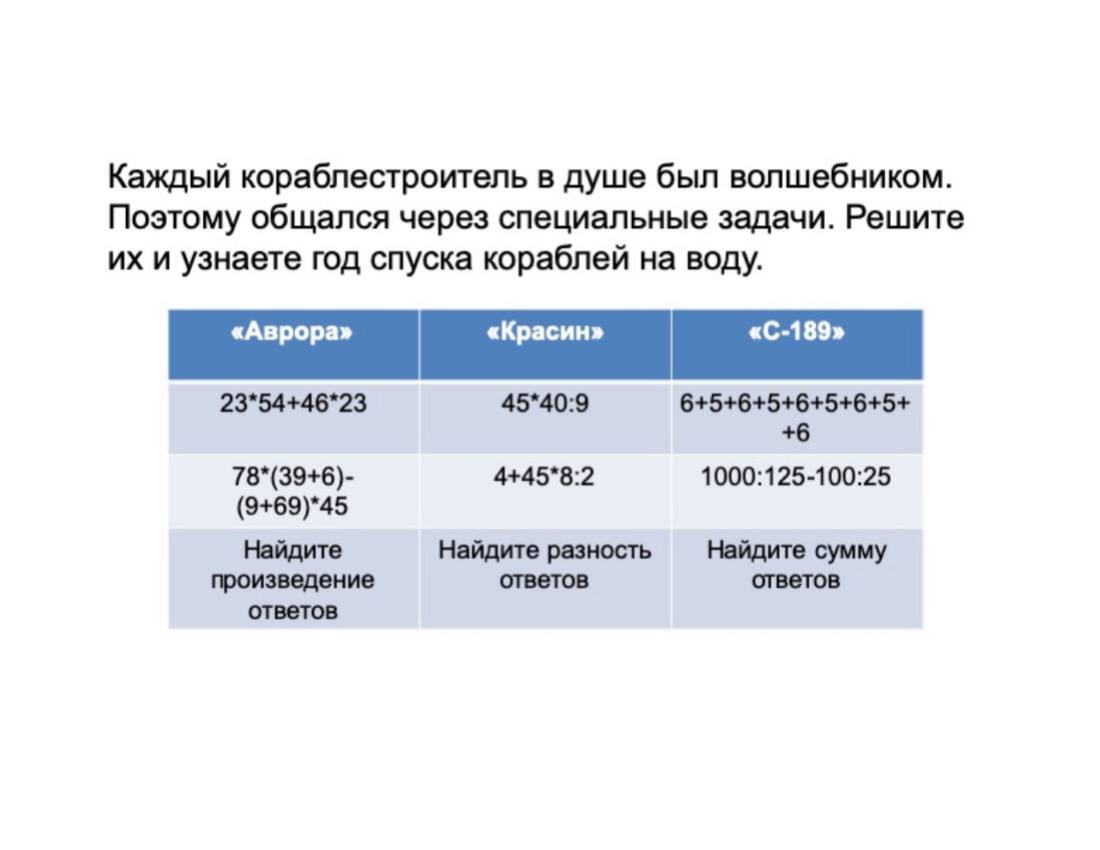 Каждый кораблестроитель в душе был волшебником.
Поэтому общался через специальные задачи. Решите
их и узнаете год спуска кораблей на воду.
«Аврора» «Красин» «С-189»
23*54+46*23 45*40:9 6+5+6+5+6+5+6+5+
+6
78*(39+6)- 4+45*8:2 1000:125-100:25
(9+69)*45
Найдите Найдите разность Найдите сумму
произведение ответов ответов
ответов